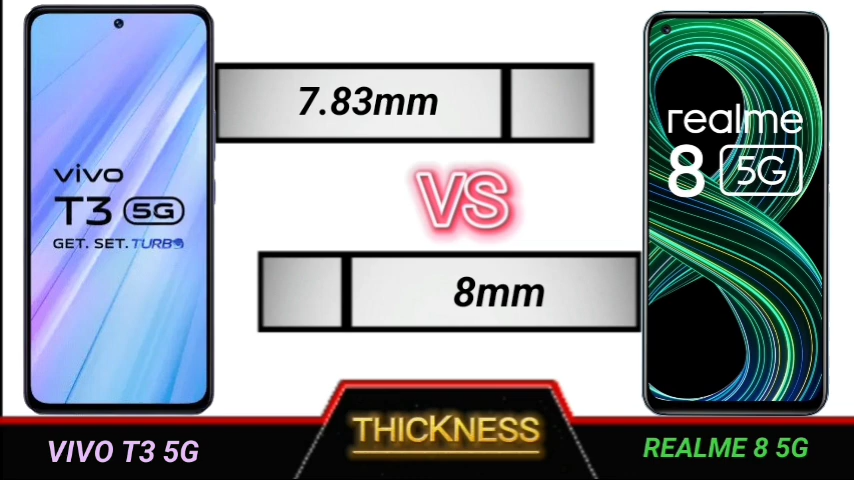 vivo
T3 5G
GET. SET. TURBO
7.83mm
VS
8mm
realme
8 5G
THICKNESS
VIVO T3 5G
REALME 8 5G